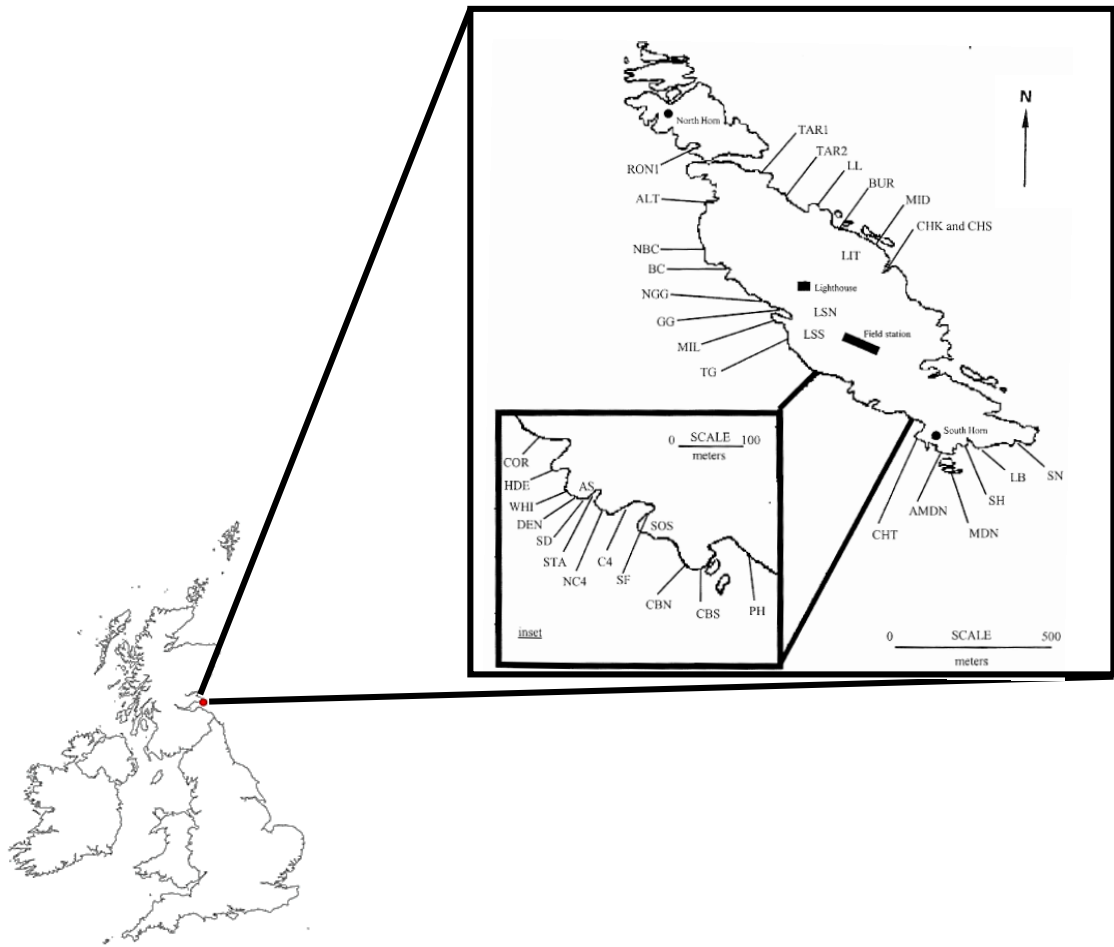 N
North Horn
TAR1
TAR2
RON1
LL
BUR
ALT
MID
CHK and CHS
NBC
LIT
BC
Lighthouse
NGG
LSN
GG
Field station
LSS
MIL
TG
South Horn
0 SCALE 100
meters
COR
HDE
AS
WHI
DEN
SOS
SD
STA
C4
NC4
SF
CBN
CBS
PH
inset
SN
LB
SH
AMDN
MDN
CHT
0 SCALE 500
meters